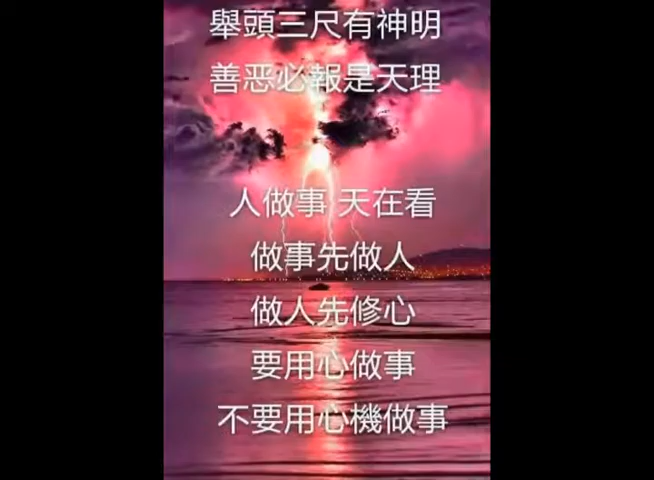 舉頭三尺有神明
善恶必報是天理
人做事 天在看
做事先做人
做人先修心
要用心做事
不要用心機做事